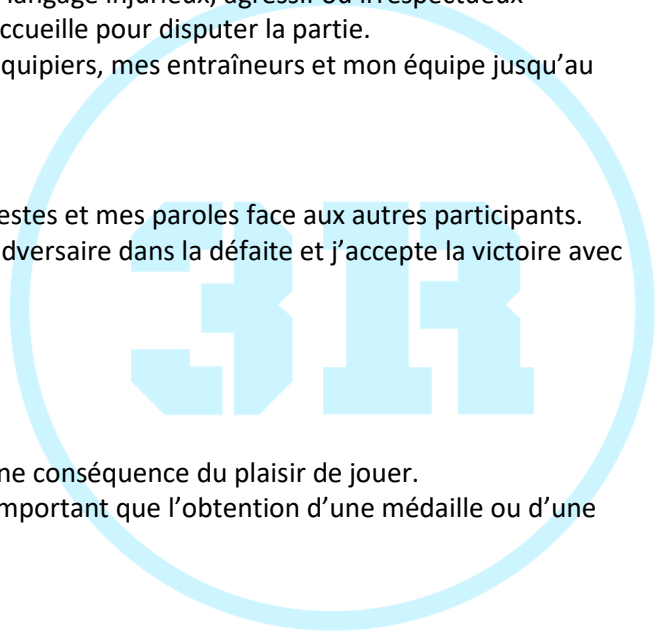 langage injurieux, agressif ou irrespectueux
ccueille pour disputer la partie.
quipiers, mes entraîneurs et mon équipe jusqu’au
estes et mes paroles face aux autres participants.
dversaire dans la défaite et j’accepte la victoire avec
3R
ne conséquence du plaisir de jouer.
mportant que l’obtention d’une médaille ou d’une